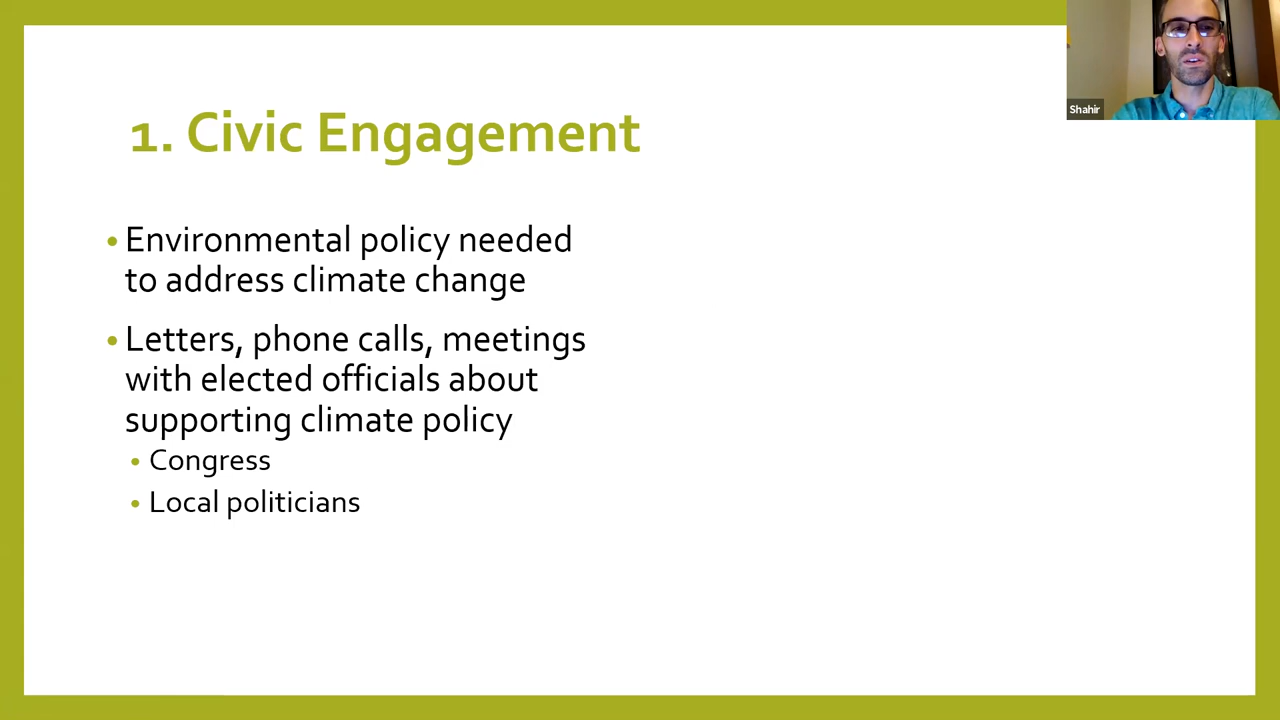 1. Civic Engagement
• Environmental policy needed
to address climate change
• Letters, phone calls, meetings
with elected officials about
supporting climate policy
• Congress
• Local politicians
Shahir